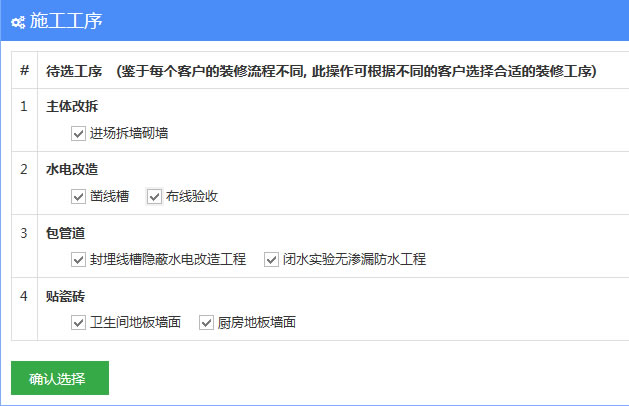 施工工序
# 待选工序 (鉴于每个客户的装修流程不同, 此操作可根据不同的客户选择合适的装修工序)
1 主体改拆
进场拆墙砌墙
2 水电改造
凿线槽 布线验收
3 包管道
封埋线槽隐蔽水电改造工程 闭水实验无渗漏防水工程
4 贴瓷砖
卫生间地板墙面 厨房地板墙面
确认选择